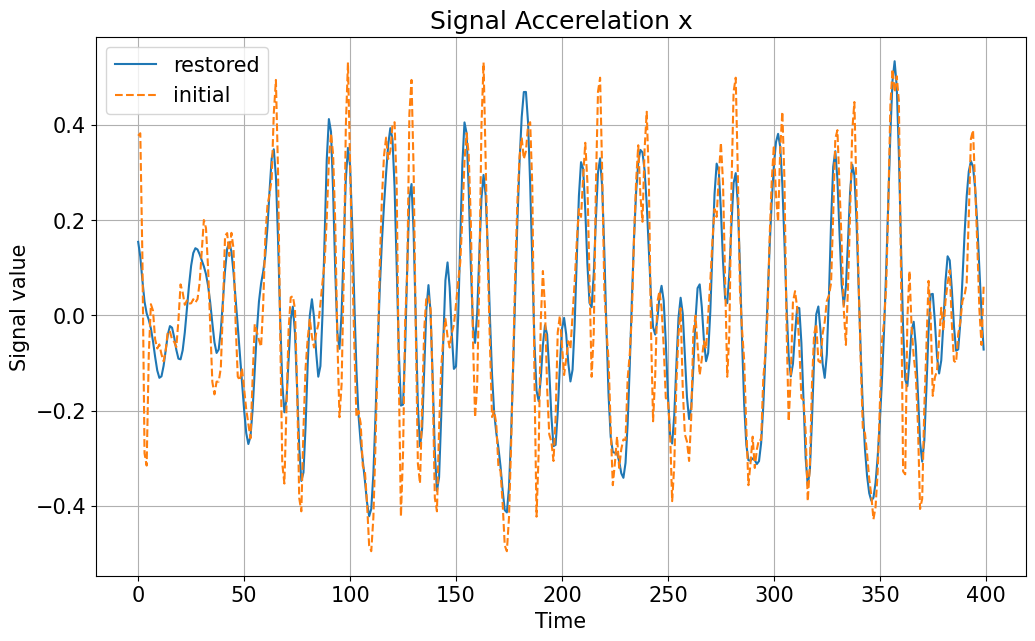 Signal Accerelation x
restored
initial
Signal value
0.4
0.2
0.0
−0.2
−0.4
0 50 100 150 200 250 300 350 400
Time